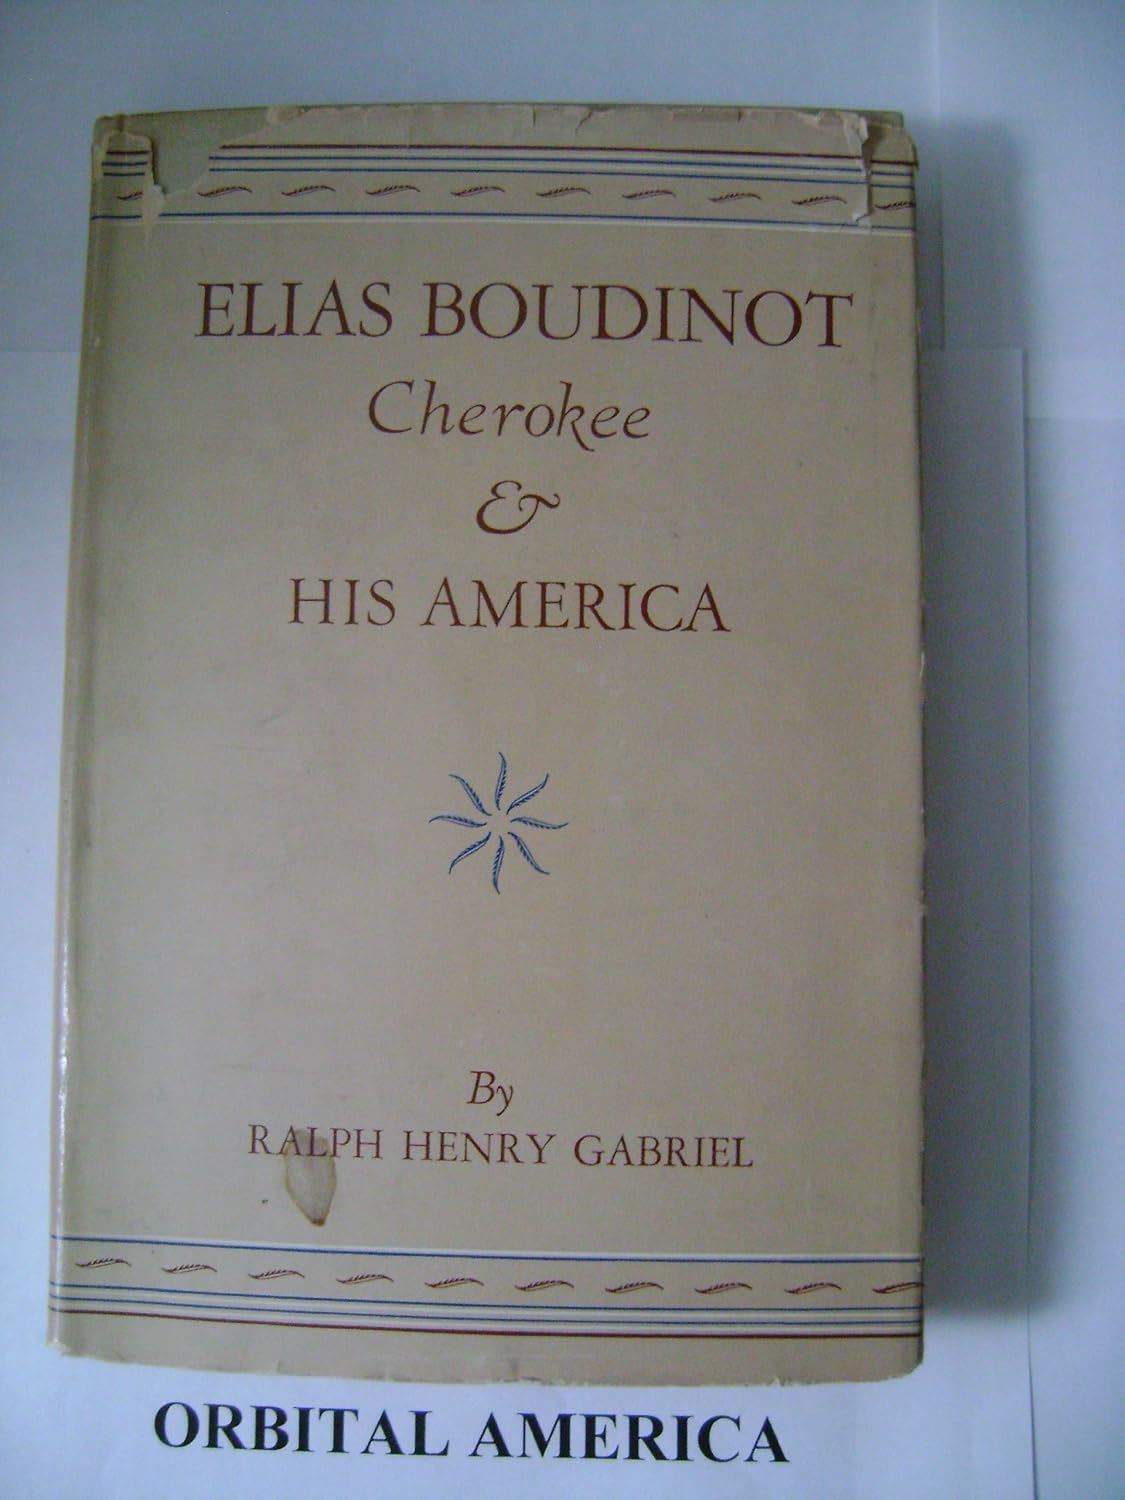 ELIAS BOUDINOT
Cherokee
&
HIS AMERICA
By
RALPH HENRY GABRIEL
ORBITAL AMERICA